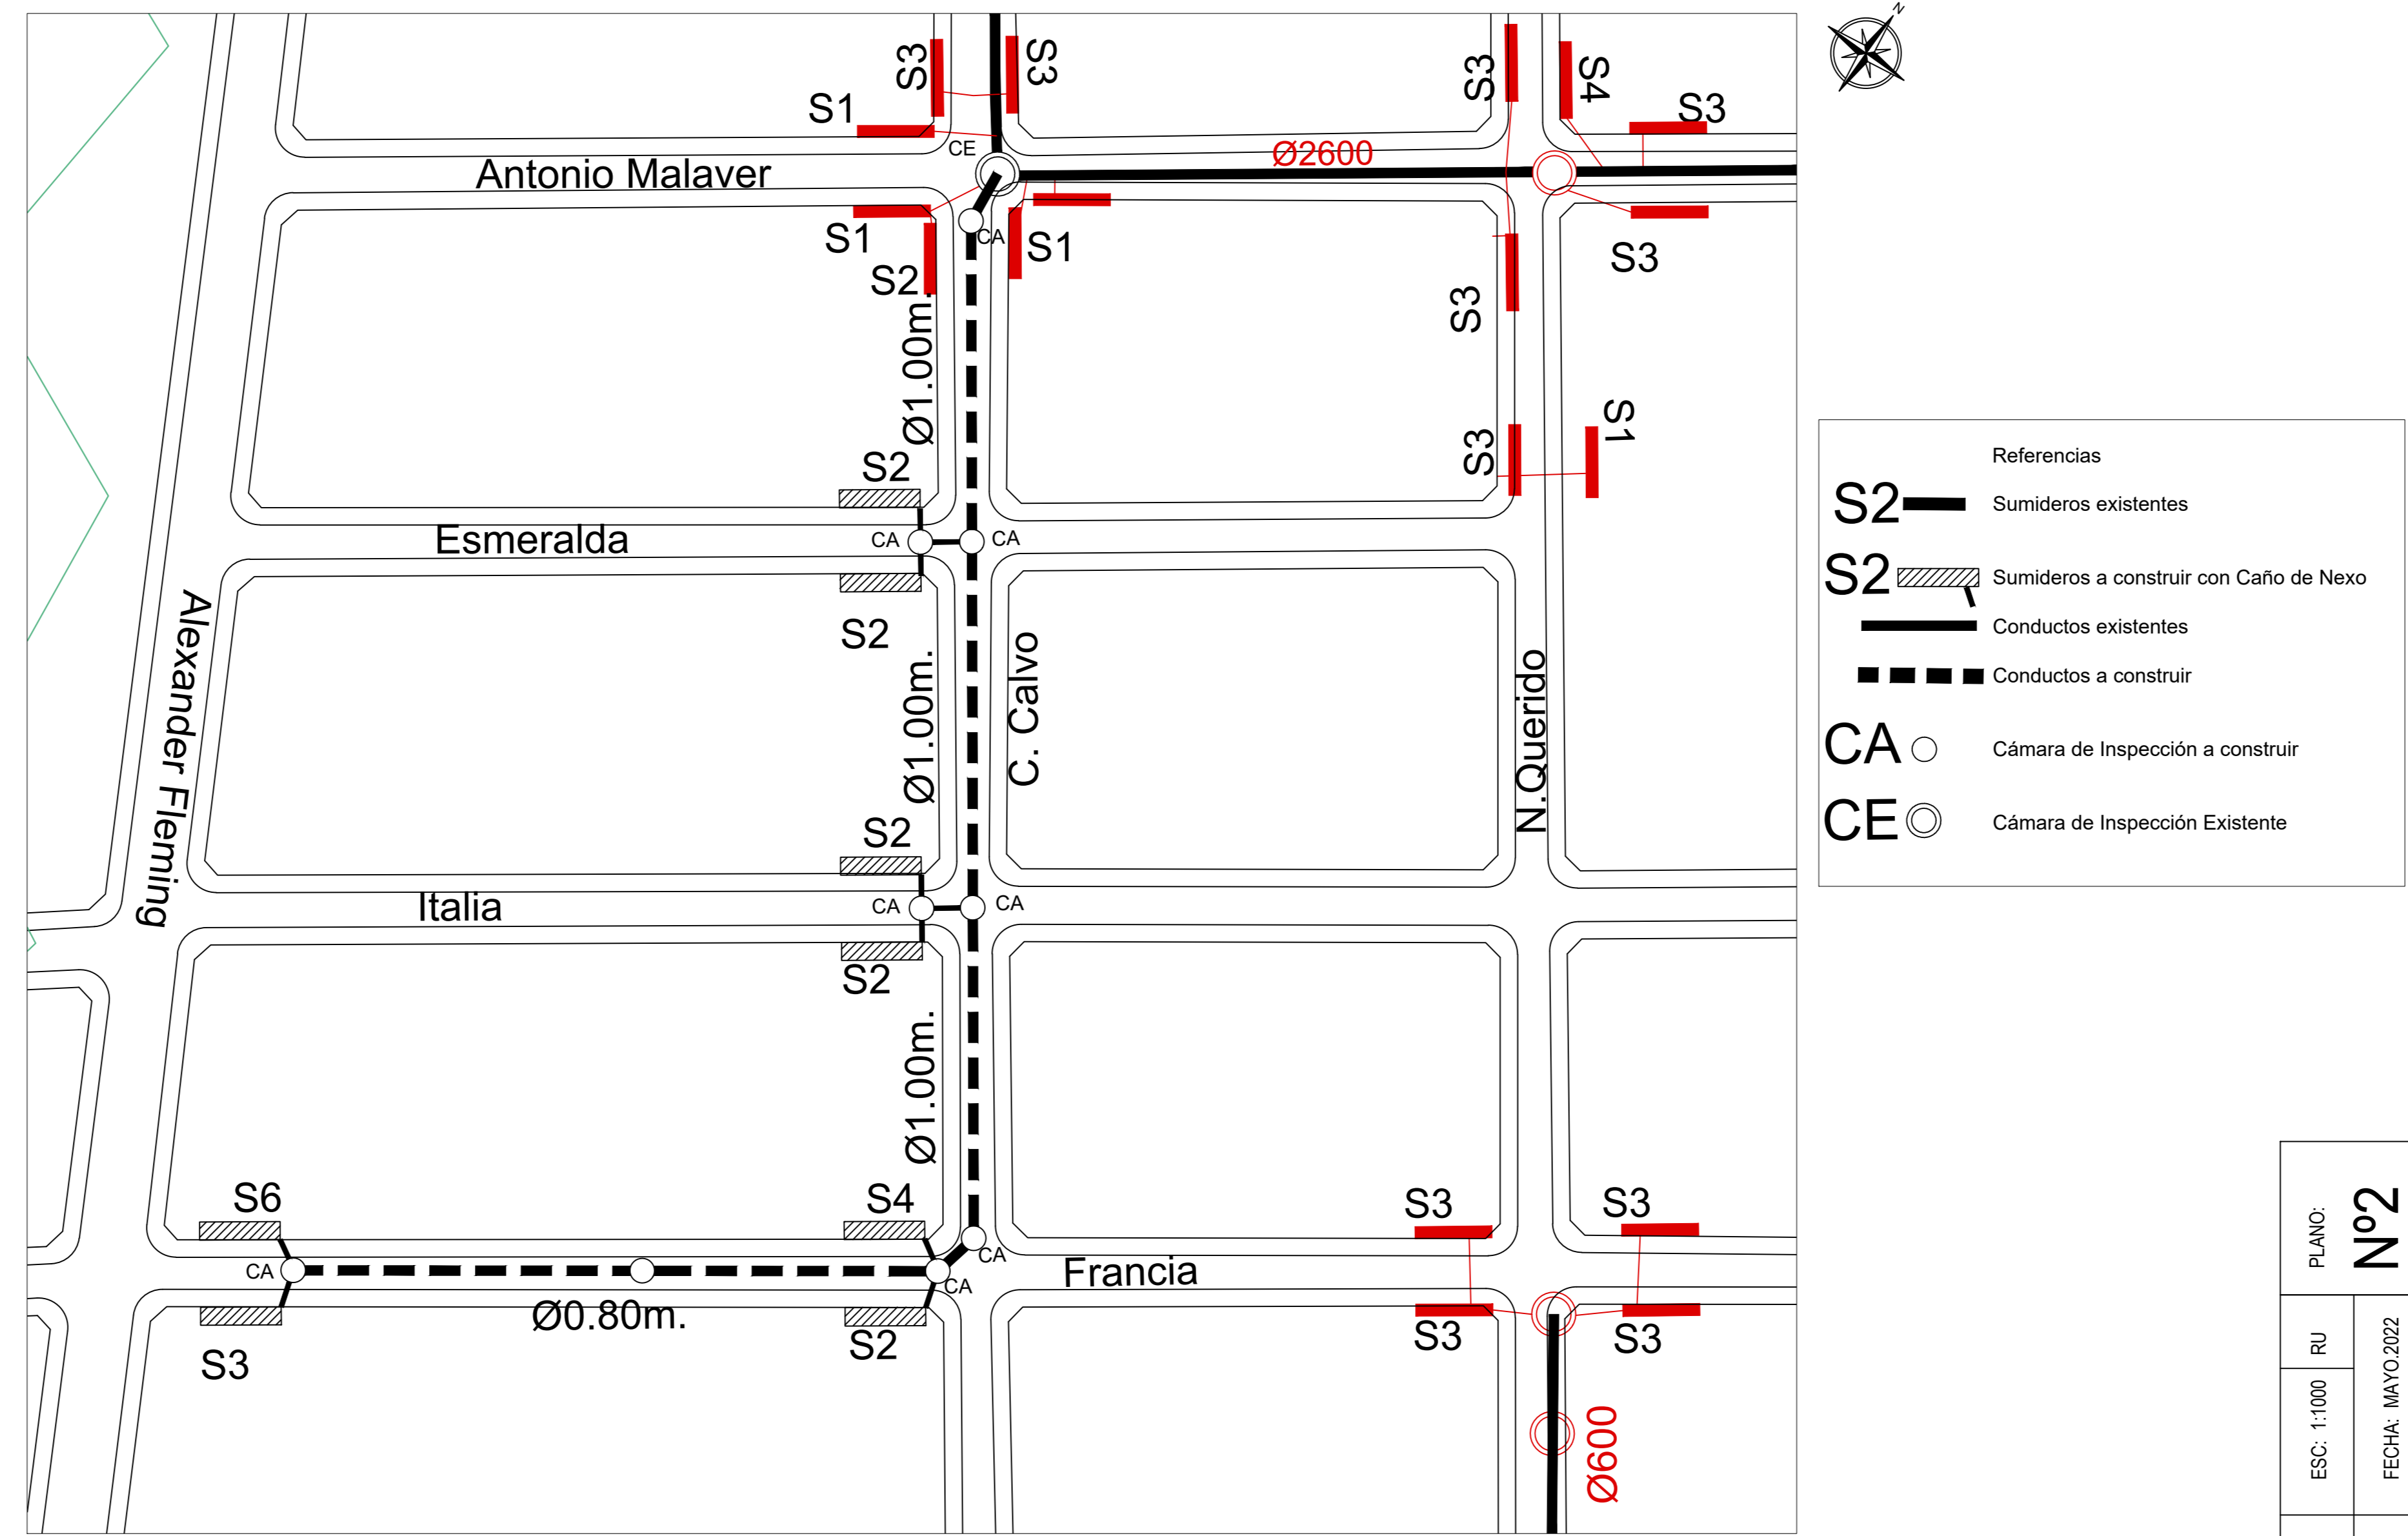 N
S3
S3
S3
S4
S3
S1
CE
Ø2600
Antonio Malaver
S1
CA
S1
S3
S2
S3
Ø1.00m.
S3
S1
S2
Esmeralda
CA
CA
S2
Alexander Fleming
Ø1.00m.
C. Calvo
N.Querido
S2
Italia
CA
CA
S2
Ø1.00m.
S6
S4
S3
S3
CA
CA
CA
Francia
Ø0.80m.
S3
S2
S3
S3
Ø600
Referencias
S2 Sumideros existentes
S2 Sumideros a construir con Caño de Nexo
Conductos existentes
Conductos a construir
CA Cámara de Inspección a construir
CE Cámara de Inspección Existente
PLANO:
Nº2
ESC: 1:1000 RU
FECHA: MAYO.2022